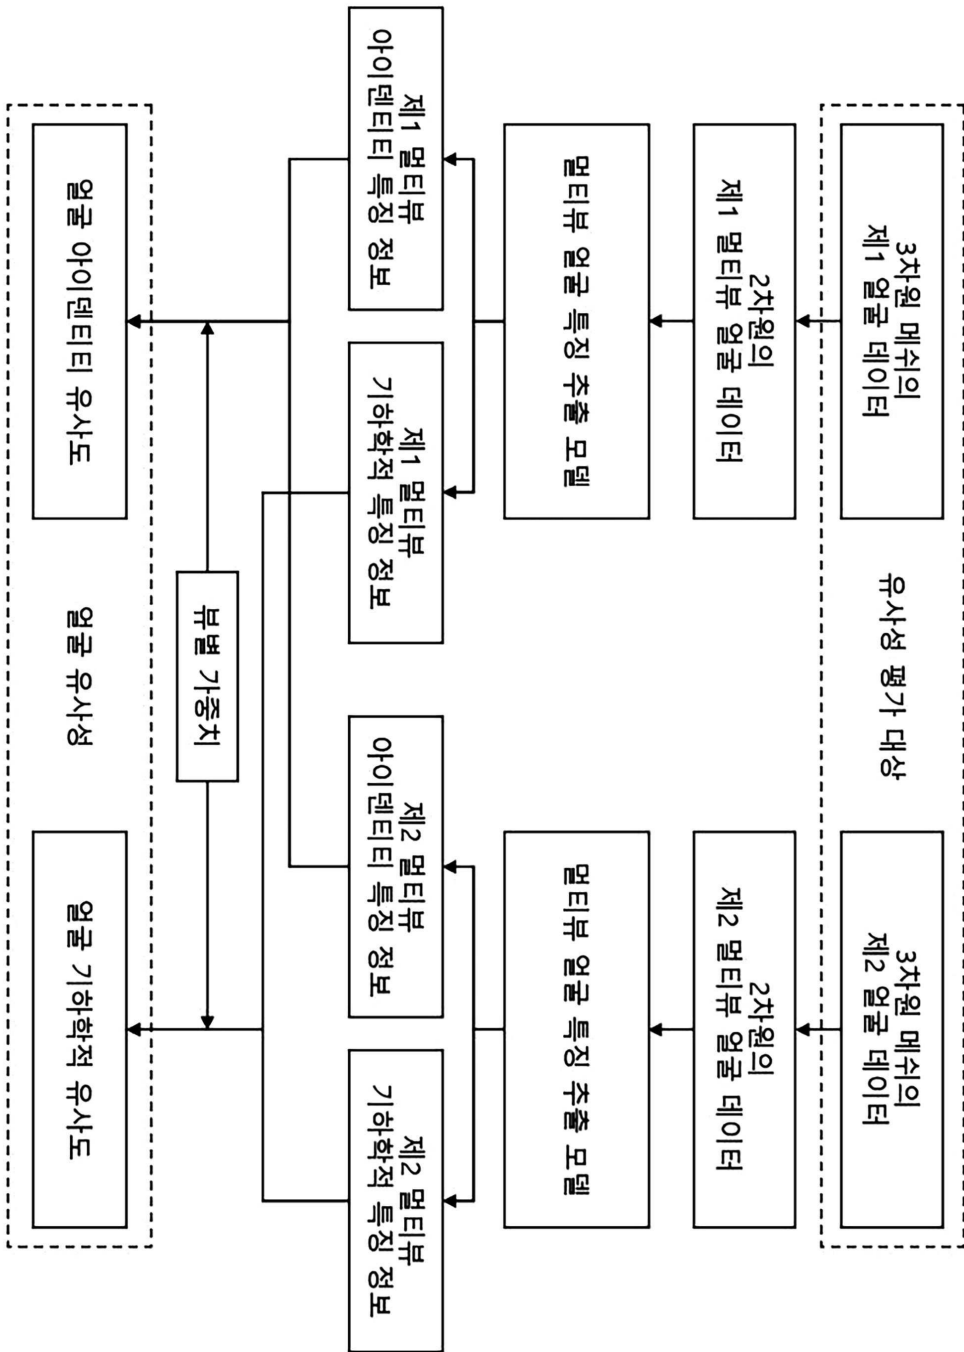 3차원 메쉬의
제1 얼굴 데이터
유사성 평가 대상
3차원 메쉬의
제2 얼굴 데이터
2차원의
제1 멀티뷰 얼굴 데이터
2차원의
제2 멀티뷰 얼굴 데이터
멀티뷰 얼굴 특징 추출 모델
멀티뷰 얼굴 특징 추출 모델
제1 멀티뷰
아이덴티티 특징 정보
제1 멀티뷰
기하학적 특징 정보
제2 멀티뷰
아이덴티티 특징 정보
제2 멀티뷰
기하학적 특징 정보
뷰별 가중치
얼굴 아이덴티티 유사도
얼굴 유사성
얼굴 기하학적 유사도